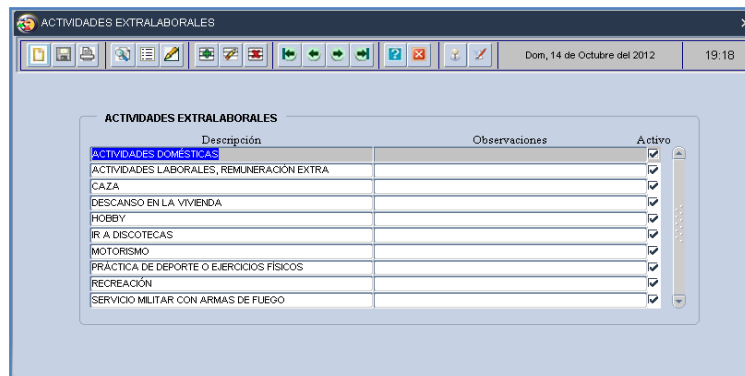 ACTIVIDADES EXTRALABORALES
Dom, 14 de Octubre del 2012 19:18
ACTIVIDADES EXTRALABORALES
Descripción Observaciones Activo
ACTIVIDADES DOMÉSTICAS
ACTIVIDADES LABORALES, REMUNERACIÓN EXTRA
CAZA
DESCANSO EN LA VIVIENDA
HOBBY
IR A DISCOTECAS
MOTORISMO
PRÁCTICA DE DEPORTE O EJERCICIOS FÍSICOS
RECREACIÓN
SERVICIO MILITAR CON ARMAS DE FUEGO